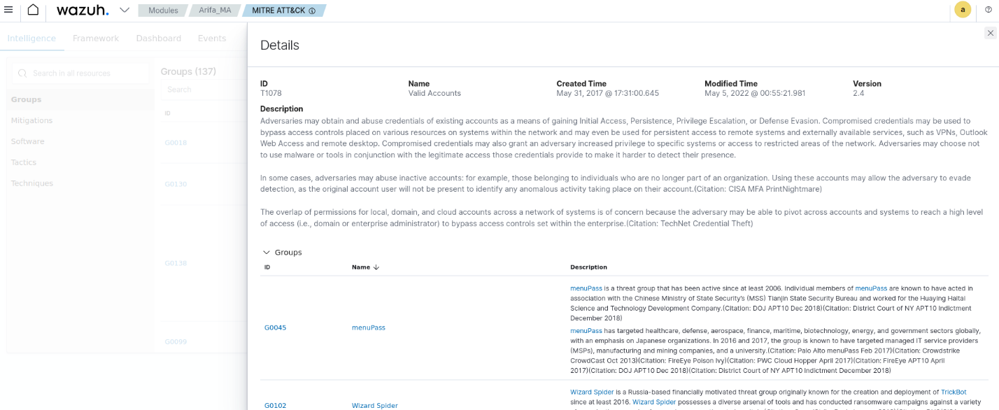 wazuh.
Modules
Arifa_MA
MITRE ATT&CK
a
Intelligence
Framework
Dashboard
Events
Search in all resources
Groups
Mitigations
Software
Tactics
Techniques
Groups (137)
Search
ID
G0018
G0130
G0138
G0099
Details
ID
Name
Created Time
Modified Time
Version
T1078
Valid Accounts
May 31, 2017 @ 17:31:00.645
May 5, 2022 @ 00:55:21.981
2.4
Description
Adversaries may obtain and abuse credentials of existing accounts as a means of gaining Initial Access, Persistence, Privilege Escalation, or Defense Evasion. Compromised credentials may be used to
bypass access controls placed on various resources on systems within the network and may even be used for persistent access to remote systems and externally available services, such as VPNs, Outlook
Web Access and remote desktop. Compromised credentials may also grant an adversary increased privilege to specific systems or access to restricted areas of the network. Adversaries may choose not
to use malware or tools in conjunction with the legitimate access those credentials provide to make it harder to detect their presence.
In some cases, adversaries may abuse inactive accounts: for example, those belonging to individuals who are no longer part of an organization. Using these accounts may allow the adversary to evade
detection, as the original account user will not be present to identify any anomalous activity taking place on their account.(Citation: CISA MFA PrintNightmare)
The overlap of permissions for local, domain, and cloud accounts across a network of systems is of concern because the adversary may be able to pivot across accounts and systems to reach a high level
of access (i.e., domain or enterprise administrator) to bypass access controls set within the enterprise.(Citation: TechNet Credential Theft)
Groups
ID
Name
Description
G0045
menuPass
menuPass is a threat group that has been active since at least 2006. Individual members of menuPass are known to have acted in
association with the Chinese Ministry of State Security's (MSS) Tianjin State Security Bureau and worked for the Huaying Haitai
Science and Technology Development Company.(Citation: DOJ APT10 Dec 2018)(Citation: District Court of NY APT10 Indictment
December 2018)
menuPass has targeted healthcare, defense, aerospace, finance, maritime, biotechnology, energy, and government sectors globally,
with an emphasis on Japanese organizations. In 2016 and 2017, the group is known to have targeted managed IT service providers
(MSPs), manufacturing and mining companies, and a university.(Citation: Palo Alto menuPass Feb 2017)(Citation: Crowdstrike
CrowdCast Oct 2013)(Citation: FireEye Poison Ivy)(Citation: PWC Cloud Hopper April 2017)(Citation: FireEye APT10 April
2017)(Citation: DOJ APT10 Dec 2018)(Citation: District Court of NY APT10 Indictment December 2018)
G0102
Wizard Spider
Wizard Spider is a Russia-based financially motivated threat group originally known for the creation and deployment of TrickBot
since at least 2016. Wizard Spider possesses a diverse arsenal of tools and has conducted ransomware campaigns against a variety